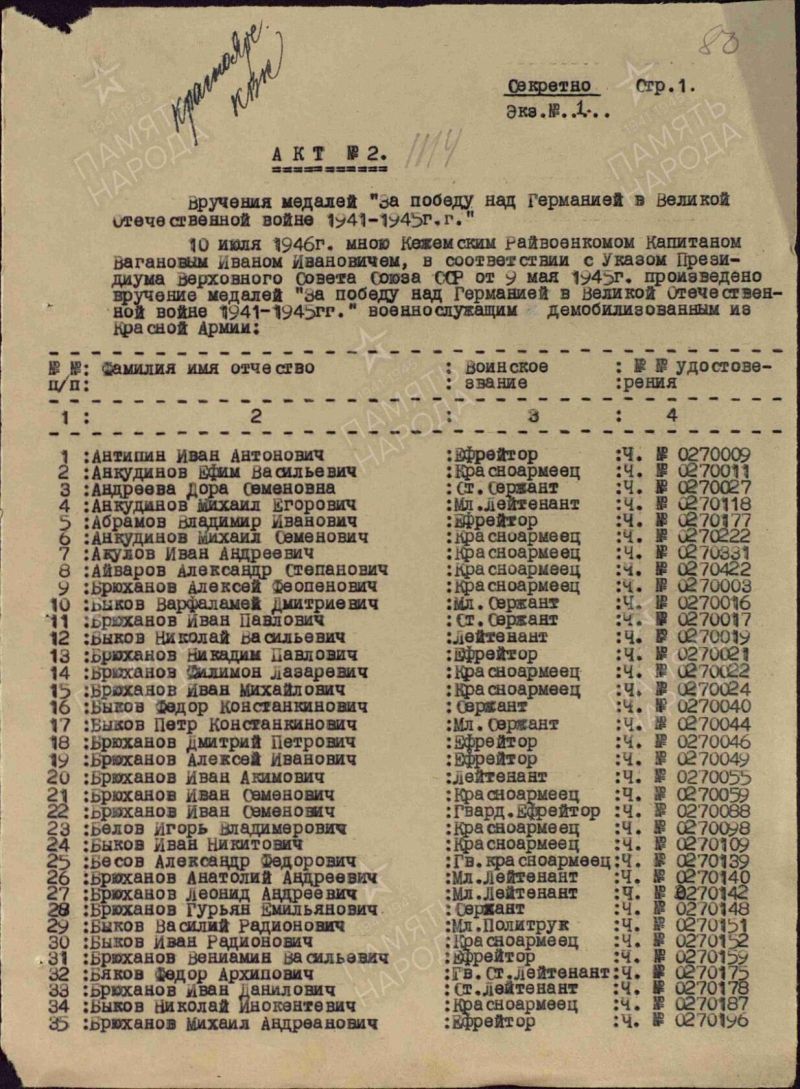 Красноярс.
КВК
80
Секретно Стр.1.
Экз.№..1...
А К Т № 2. 1114
Вручения медалей "За победу над Германией в Великой
Отечественной войне 1941-1945г.г."
10 июля 1946г. мною Кежемским Райвоенкомом Капитаном
Вагановым Иваном Ивановичем, в соответствии с Указом Прези-
диума Верховного Совета Союза ССР от 9 мая 1945г. произведено
вручение медалей "За победу над Германией в Великой Отечествен-
ной войне 1941-1945гг." военнослужащим демобилизованным из
Красной Армии:
№ №: Фамилия имя отчество : Воинское : № № удостове-
п/п: : звание :рения
1 : 2 : 3 : 4
1 :Антипин Иван Антонович :Ефрейтор :Ч. № 0270009
2 :Анкудинов Ефим Васильевич :Красноармеец :Ч. № 0270011
3 :Андреева Дора Семеновна :Ст.Сержант :Ч. № 0270027
4 :Анкудинов Михаил Егорович :Мл.Лейтенант :Ч. № 0270118
5 :Абрамов Владимир Иванович :Ефрейтор :Ч. № 0270177
6 :Анкудинов Михаил Семенович :Красноармеец :Ч. № 0270222
7 :Акулов Иван Андреевич :Красноармеец :Ч. № 0270331
8 :Айваров Александр Степанович :Красноармеец :Ч. № 0270422
9 :Брюханов Алексей Феопенович :Красноармеец :Ч. № 0270003
10 :Быков Варфаламей Дмитриевич :Мл.Сержант :Ч. № 0270016
11 :Брюханов Иван Павлович :Ст.Сержант :Ч. № 0270017
12 :Быков Николай Васильевич :Лейтенант :Ч. № 0270019
13 :Брюханов Никадим Павлович :Ефрейтор :Ч. № 0270021
14 :Брюханов Филимон Лазаревич :Красноармеец :Ч. № 0270022
15 :Брюханов Иван Михайлович :Красноармеец :Ч. № 0270024
16 :Быков Федор Констанкинович :Сержант :Ч. № 0270040
17 :Быков Петр Констанкинович :Мл.Сержант :Ч. № 0270044
18 :Брюханов Дмитрий Петрович :Ефрейтор :Ч. № 0270046
19 :Брюханов Алексей Иванович :Ефрейтор :Ч. № 0270049
20 :Брюханов Иван Акимович :Лейтенант :Ч. № 0270055
21 :Брюханов Иван Семенович :Красноармеец :Ч. № 0270059
22 :Брюханов Иван Семенович :Гвард.Ефрейтор :Ч. № 0270088
23 :Белов Игорь Владимерович :Красноармеец :Ч. № 0270098
24 :Быков Иван Никитович :Красноармеец :Ч. № 0270109
25 :Бесов Александр Федорович :Гв.красноармеец:Ч. № 0270139
26 :Брюханов Анатолий Андреевич :Мл.Лейтенант :Ч. № 0270140
27 :Брюханов Леонид Андреевич :Мл.Лейтенант :Ч. № 0270142
28 :Брюханов Гурьян Емильянович :Сержант :Ч. № 0270148
29 :Быков Василий Радионович :Мл.Политрук :Ч. № 0270151
30 :Быков Иван Радионович :Красноармеец :Ч. № 0270152
31 :Брюханов Вениамин Васильевич :Ефрейтор :Ч. № 0270159
32 :Вяков Федор Архипович :Гв.Ст.Лейтенант:Ч. № 0270175
33 :Брюханов Иван Данилович :Ст.Лейтенант :Ч. № 0270178
34 :Быков Николай Инокентевич :Красноармеец :Ч. № 0270187
35 :Брюханов Михаил Андреанович :Ефрейтор :Ч. № 0270196
ПАМЯТЬ НАРОДА